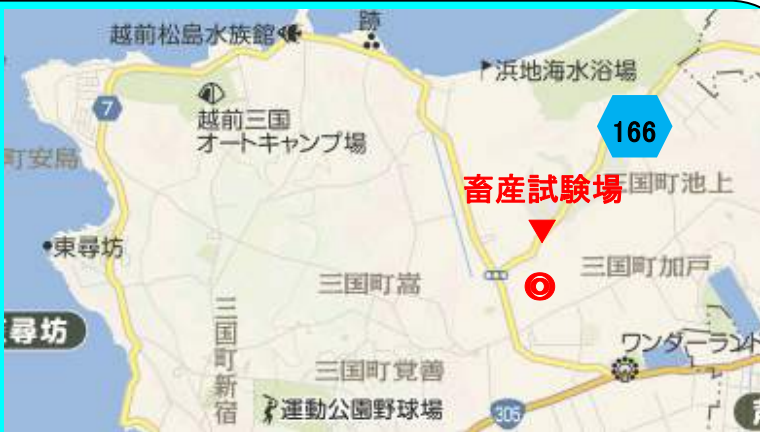 越前松島水族館
跡
浜地海水浴場
7
越前三国
オートキャンプ場
166
町安島
畜産試験場
三国町池上
東尋坊
三国町嵩
三国町加戸
尋坊
三国町新宿
ワンダーランド
三国町覚善
運動公園野球場
305